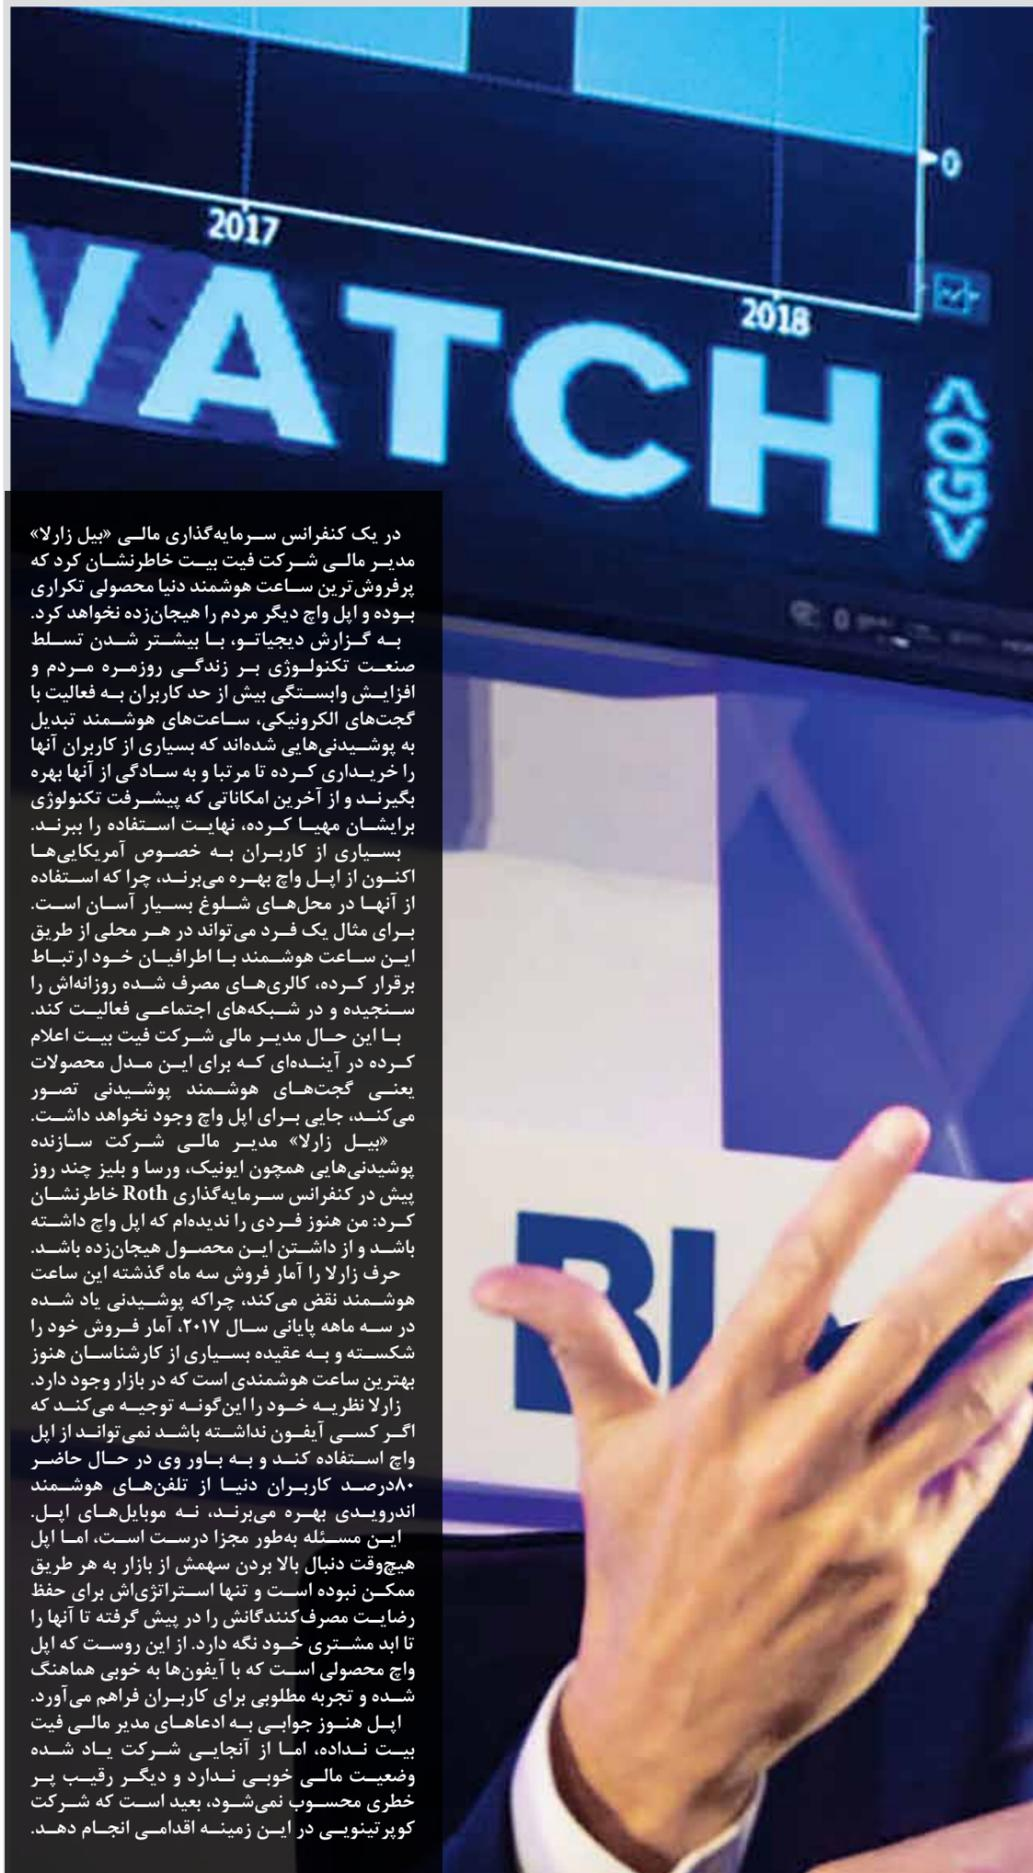 0
2017
2018
WATCH
BL
در یک کنفرانس سرمایه‌گذاری مالی «بیل زارلا»
مدیر مالی شرکت فیت بیت خاطرنشان کرد که
پرفروش‌ترین ساعت هوشمند دنیا محصولی تکراری
بوده و اپل واچ دیگر مردم را هیجان‌زده نخواهد کرد.
به گزارش دیجیاتو، با بیشتر شدن تسلط
صنعت تکنولوژی بر زندگی روزمره مردم و
افزایش وابستگی بیش از حد کاربران به فعالیت با
گجت‌های الکرونیکی، ساعت‌های هوشمند تبدیل
به پوشیدنی‌هایی شده‌اند که بسیاری از کاربران آنها
را خریداری کرده تا مرتبا و به سادگی از آنها بهره
بگیرند و از آخرین امکاناتی که پیشرفت تکنولوژی
برایشان مهیا کرده، نهایت استفاده را ببرند.
بسیاری از کاربران به خصوص آمریکایی‌ها
اکنون از اپل واچ بهره می‌برند، چرا که استفاده
از آنها در محل‌های شلوغ بسیار آسان است.
برای مثال یک فرد می‌تواند در هر محلی از طریق
این ساعت هوشمند با اطرافیان خود ارتباط
برقرار کرده، کالری‌های مصرف شده روزانه‌اش را
سنجیده و در شبکه‌های اجتماعی فعالیت کند.
با این حال مدیر مالی شرکت فیت بیت اعلام
کرده در آینده‌ای که برای این مدل محصولات
یعنی گجت‌های هوشمند پوشیدنی تصور
می‌کند، جایی برای اپل واچ وجود نخواهد داشت.
«بیل زارلا» مدیر مالی شرکت سازنده
پوشیدنی‌هایی همچون ایونیک، ورسا و بلیز چند روز
پیش در کنفرانس سرمایه‌گذاری Roth خاطرنشان
کرد: من هنوز فردی را ندیده‌ام که اپل واچ داشته
باشد و از داشتن این محصول هیجان‌زده باشد.
حرف زارلا را آمار فروش سه ماه گذشته این ساعت
هوشمند نقض می‌کند، چراکه پوشیدنی یاد شده
در سه ماهه پایانی سال ۲۰۱۷، آمار فروش خود را
شکسته و به عقیده بسیاری از کارشناسان هنوز
بهترین ساعت هوشمندی است که در بازار وجود دارد.
زارلا نظریه خود را این‌گونه توجیه می‌کند که
اگر کسی آیفون نداشته باشد نمی‌تواند از اپل
واچ استفاده کند و به باور وی در حال حاضر
۸۰درصد کاربران دنیا از تلفن‌های هوشمند
اندرویدی بهره می‌برند، نه موبایل‌های اپل.
این مسئله به‌طور مجزا درست است، اما اپل
هیچ‌وقت دنبال بالا بردن سهمش از بازار به هر طریق
ممکن نبوده است و تنها استراتژی‌اش برای حفظ
رضایت مصرف‌کنندگانش را در پیش گرفته تا آنها را
تا ابد مشتری خود نگه دارد. از این روست که اپل
واچ محصولی است که با آیفون‌ها به خوبی هماهنگ
شده و تجربه مطلوبی برای کاربران فراهم می‌آورد.
اپل هنوز جوابی به ادعاهای مدیر مالی فیت
بیت نداده، اما از آنجایی شرکت یاد شده
وضعیت مالی خوبی ندارد و دیگر رقیب پر
خطری محسوب نمی‌شود، بعید است که شرکت
کوپرتینویی در این زمینه اقدامی انجام دهد.